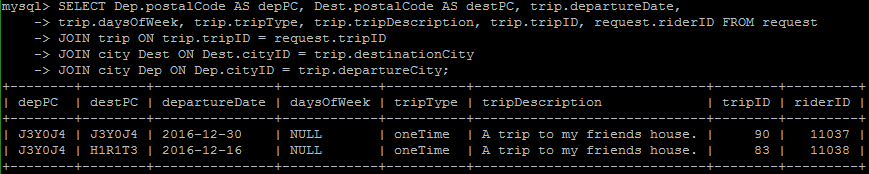 mysql> SELECT Dep.postalCode AS depPC, Dest.postalCode AS destPC, trip.departureDate,
    -> trip.daysOfWeek, trip.tripType, trip.tripDescription, trip.tripID, request.riderID FROM request
    -> JOIN trip ON trip.tripID = request.tripID
    -> JOIN city Dest ON Dest.cityID = trip.destinationCity
    -> JOIN city Dep ON Dep.cityID = trip.departureCity;
+--------+--------+---------------+------------+----------+-----------------------------+--------+---------+
| depPC  | destPC | departureDate | daysOfWeek | tripType | tripDescription             | tripID | riderID |
+--------+--------+---------------+------------+----------+-----------------------------+--------+---------+
| J3Y0J4 | J3Y0J4 | 2016-12-30    | NULL       | oneTime  | A trip to my friends house. |     90 |   11037 |
| J3Y0J4 | H1R1T3 | 2016-12-16    | NULL       | oneTime  | A trip to my friends house. |     83 |   11038 |
+--------+--------+---------------+------------+----------+-----------------------------+--------+---------+